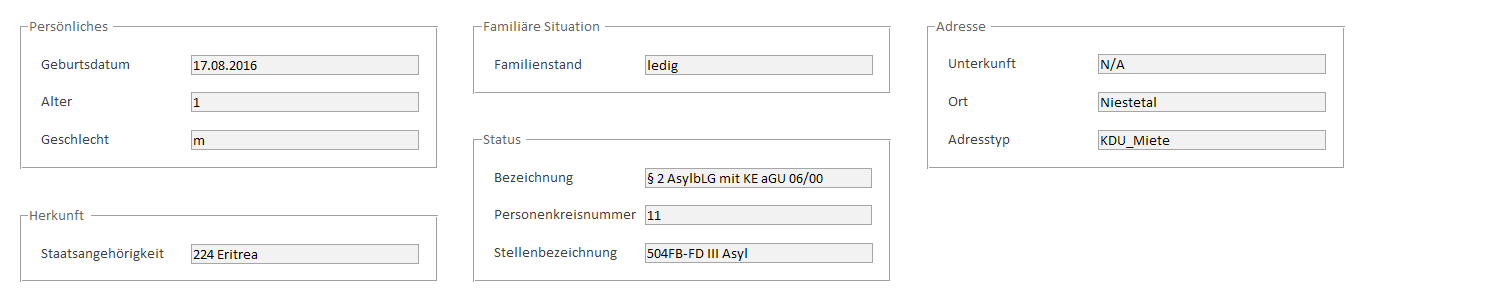 Persönliches
Geburtsdatum 17.08.2016
Alter 1
Geschlecht m
Herkunft
Staatsangehörigkeit 224 Eritrea
Familiäre Situation
Familienstand ledig
Status
Bezeichnung § 2 AsylbLG mit KE aGU 06/00
Personenkreisnummer 11
Stellenbezeichnung 504FB-FD III Asyl
Adresse
Unterkunft N/A
Ort Niestetal
Adresstyp KDU_Miete